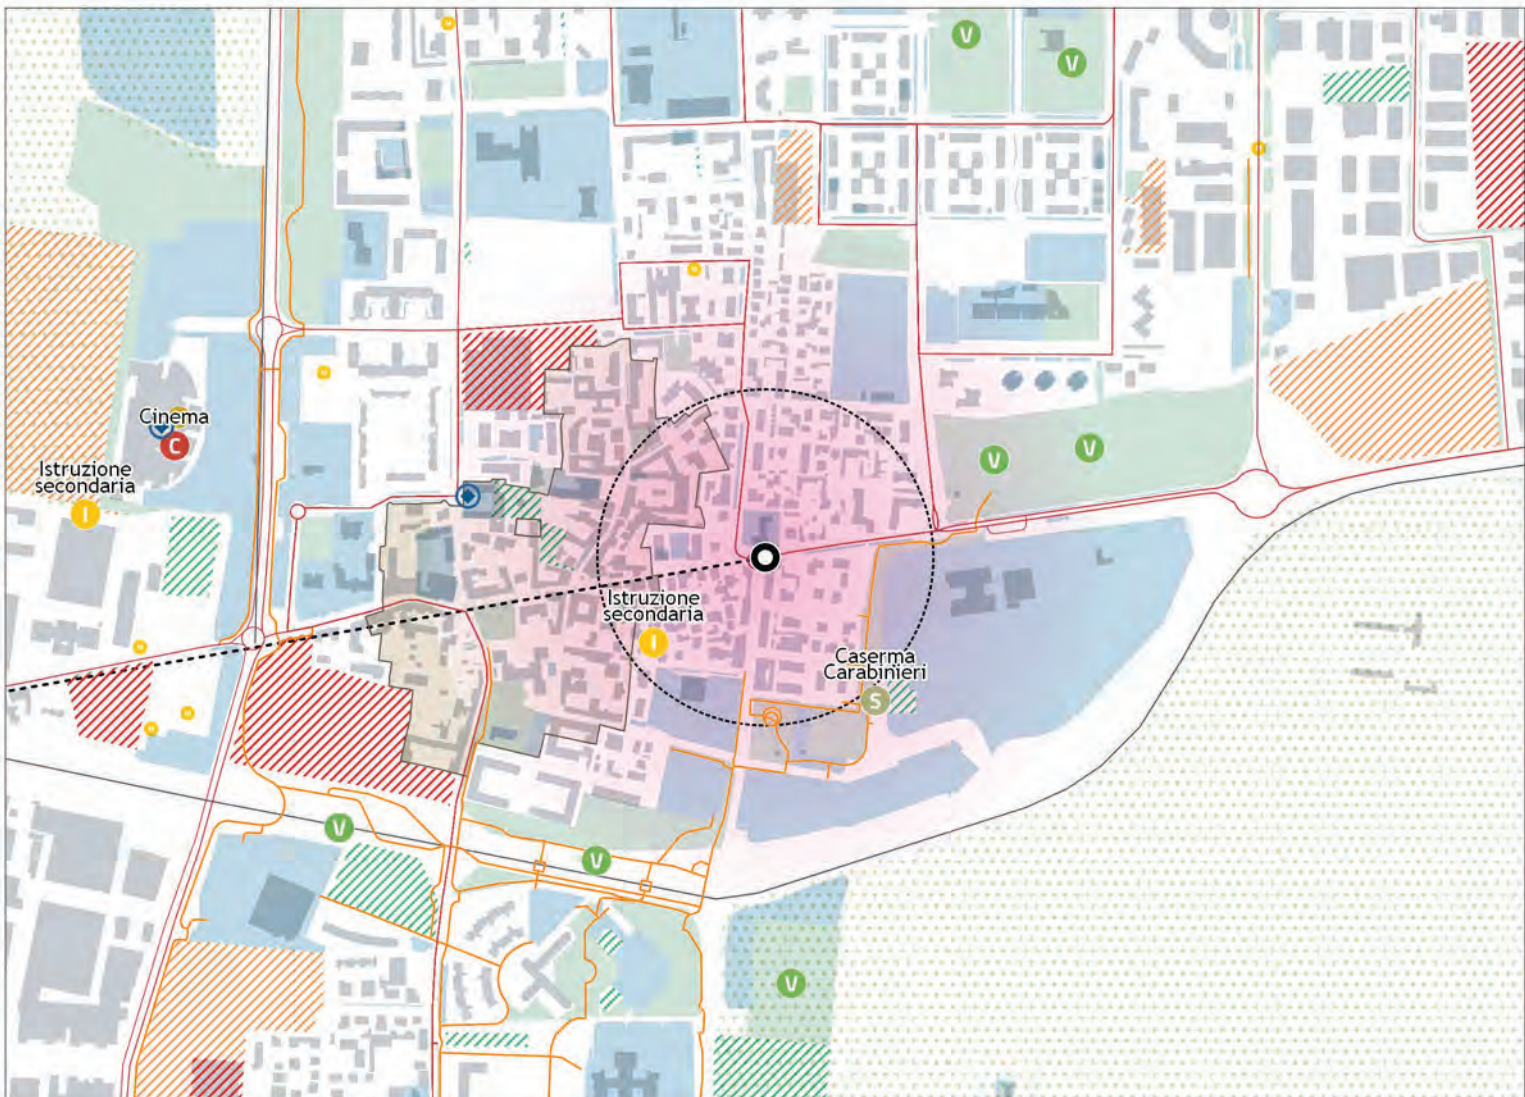 V
V
Cinema
C
Istruzione
secondaria
I
V
V
Istruzione
secondaria
I
Caserma
Carabinieri
S
V
V
V